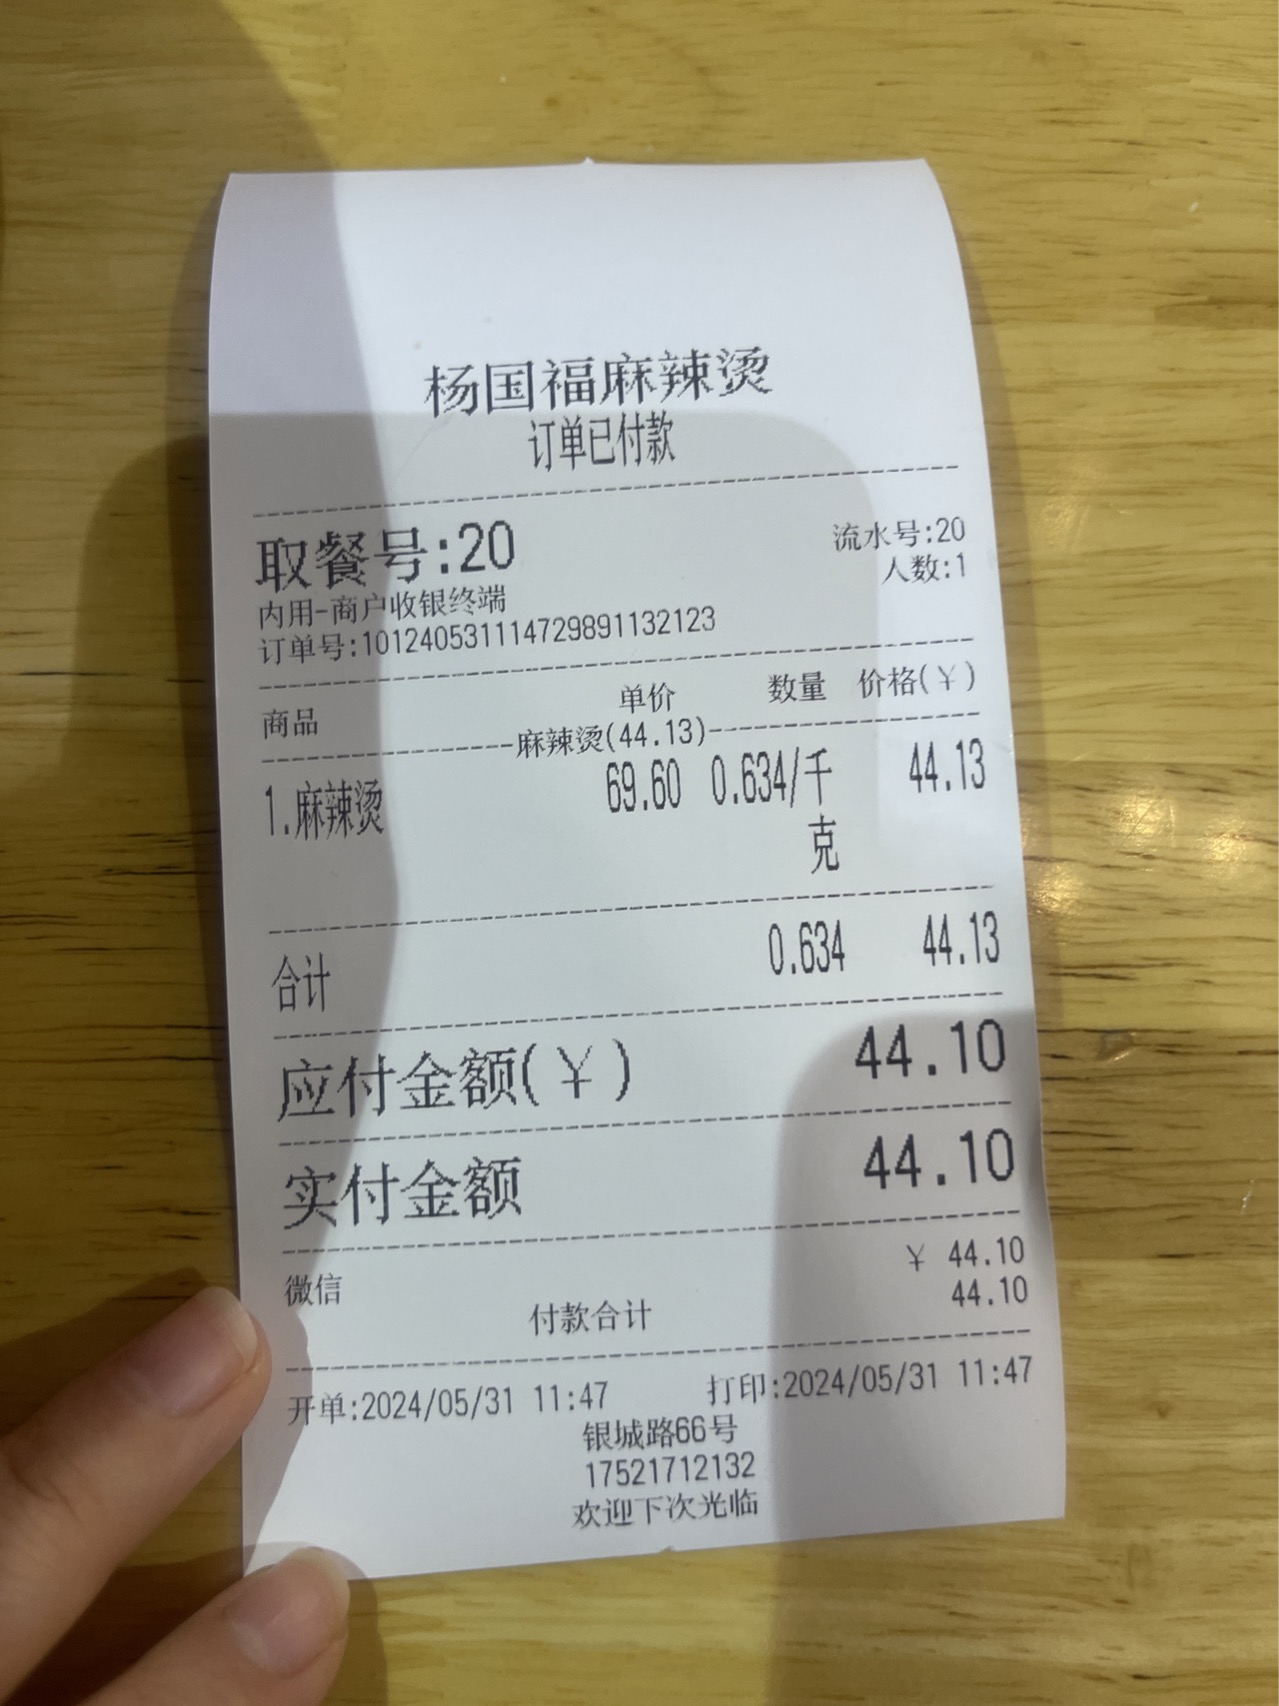 杨国福麻辣烫
订单已付款
取餐号:20 流水号:20
人数:1
内用-商户收银终端
订单号:101240531114729891132123
商品 单价 数量 价格(¥)
麻辣烫(44.13)
1.麻辣烫 69.60 0.634/千克 44.13
合计 0.634 44.13
应付金额(¥) 44.10
实付金额 44.10
微信 ¥ 44.10
付款合计 44.10
开单:2024/05/31 11:47 打印:2024/05/31 11:47
银城路66号
17521712132
欢迎下次光临